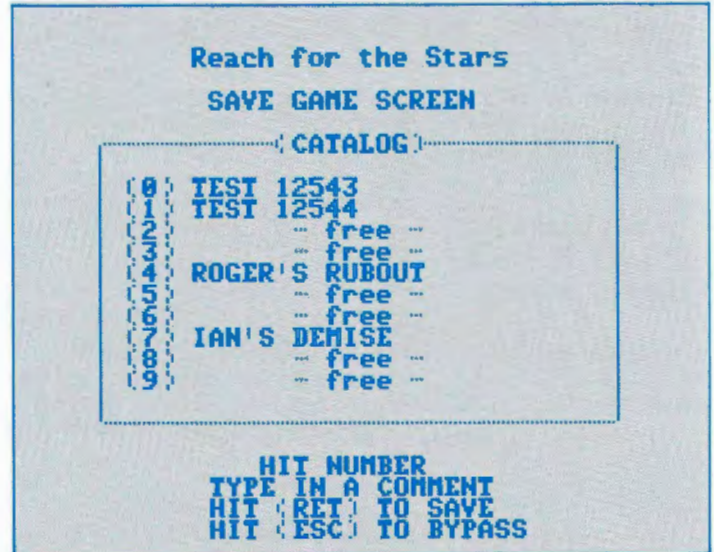 Reach for the Stars
SAVE GAME SCREEN
(CATALOG)
(0) TEST 12543
(1) TEST 12544
(2) - free -
(3) - free -
(4) ROGER'S RUBOUT
(5) - free -
(6) - free -
(7) IAN'S DEMISE
(8) - free -
(9) - free -
HIT NUMBER
TYPE IN A COMMENT
HIT (RET) TO SAVE
HIT (ESC) TO BYPASS